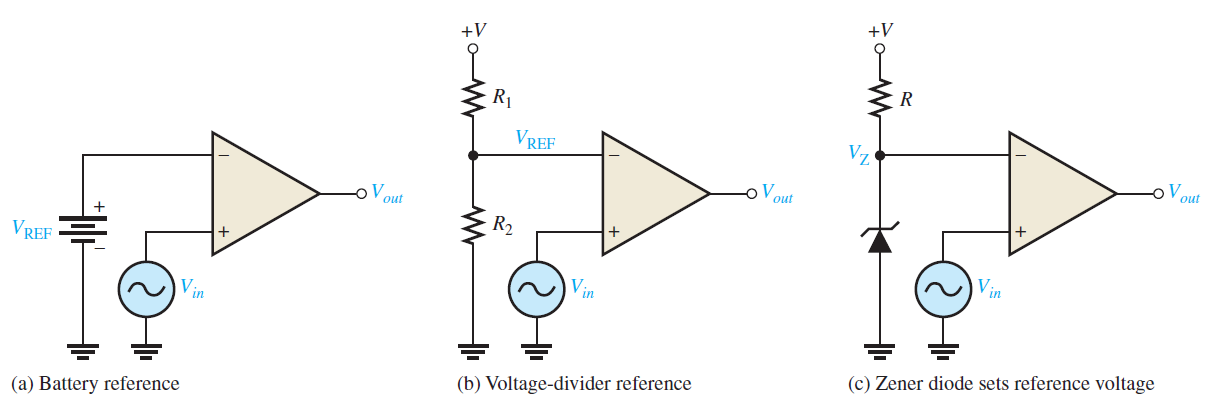 +V
+V
R1
R
VREF
VZ
−
−
−
+
Vout
Vout
Vout
VREF
R2
−
+
+
+
Vin
Vin
Vin
(a) Battery reference
(b) Voltage-divider reference
(c) Zener diode sets reference voltage